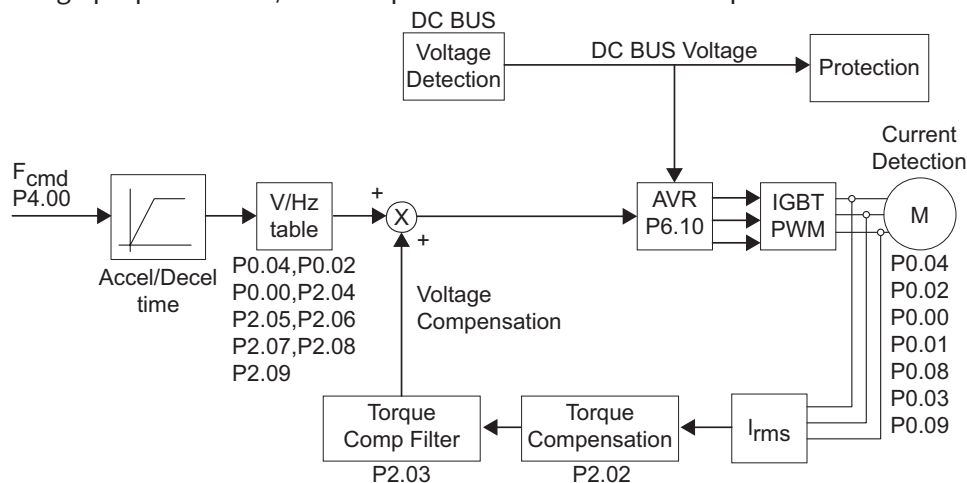 DC BUS
Voltage
Detection
DC BUS Voltage
Protection
Current
Detection
Fcmd
P4.00
Accel/Decel
time
V/Hz
table
P0.04,P0.02
P0.00,P2.04
P2.05,P2.06
P2.07,P2.08
P2.09
+
X
+
Voltage
Compensation
AVR
P6.10
IGBT
PWM
M
P0.04
P0.02
P0.00
P0.01
P0.08
P0.03
P0.09
Torque
Comp Filter
P2.03
Torque
Compensation
P2.02
Irms